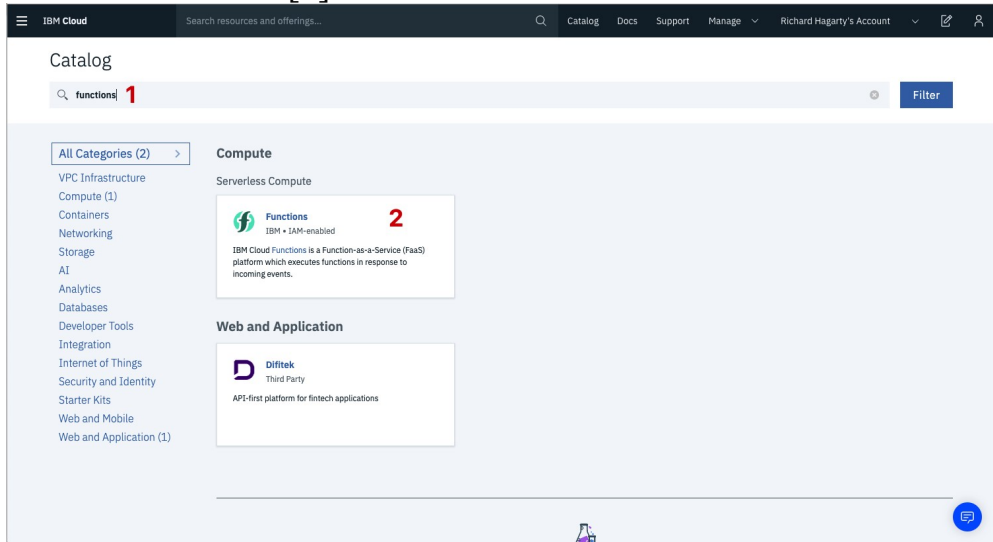 IBM Cloud Search resources and offerings... Catalog Docs Support Manage Richard Hagarty's Account
Catalog
functions 1 Filter
All Categories (2)
VPC Infrastructure
Compute (1)
Containers
Networking
Storage
AI
Analytics
Databases
Developer Tools
Integration
Internet of Things
Security and Identity
Starter Kits
Web and Mobile
Web and Application (1)
Compute
Serverless Compute
Functions 2
IBM • IAM-enabled
IBM Cloud Functions is a Function-as-a-Service (FaaS)
platform which executes functions in response to
incoming events.
Web and Application
Difitek
Third Party
API-first platform for fintech applications